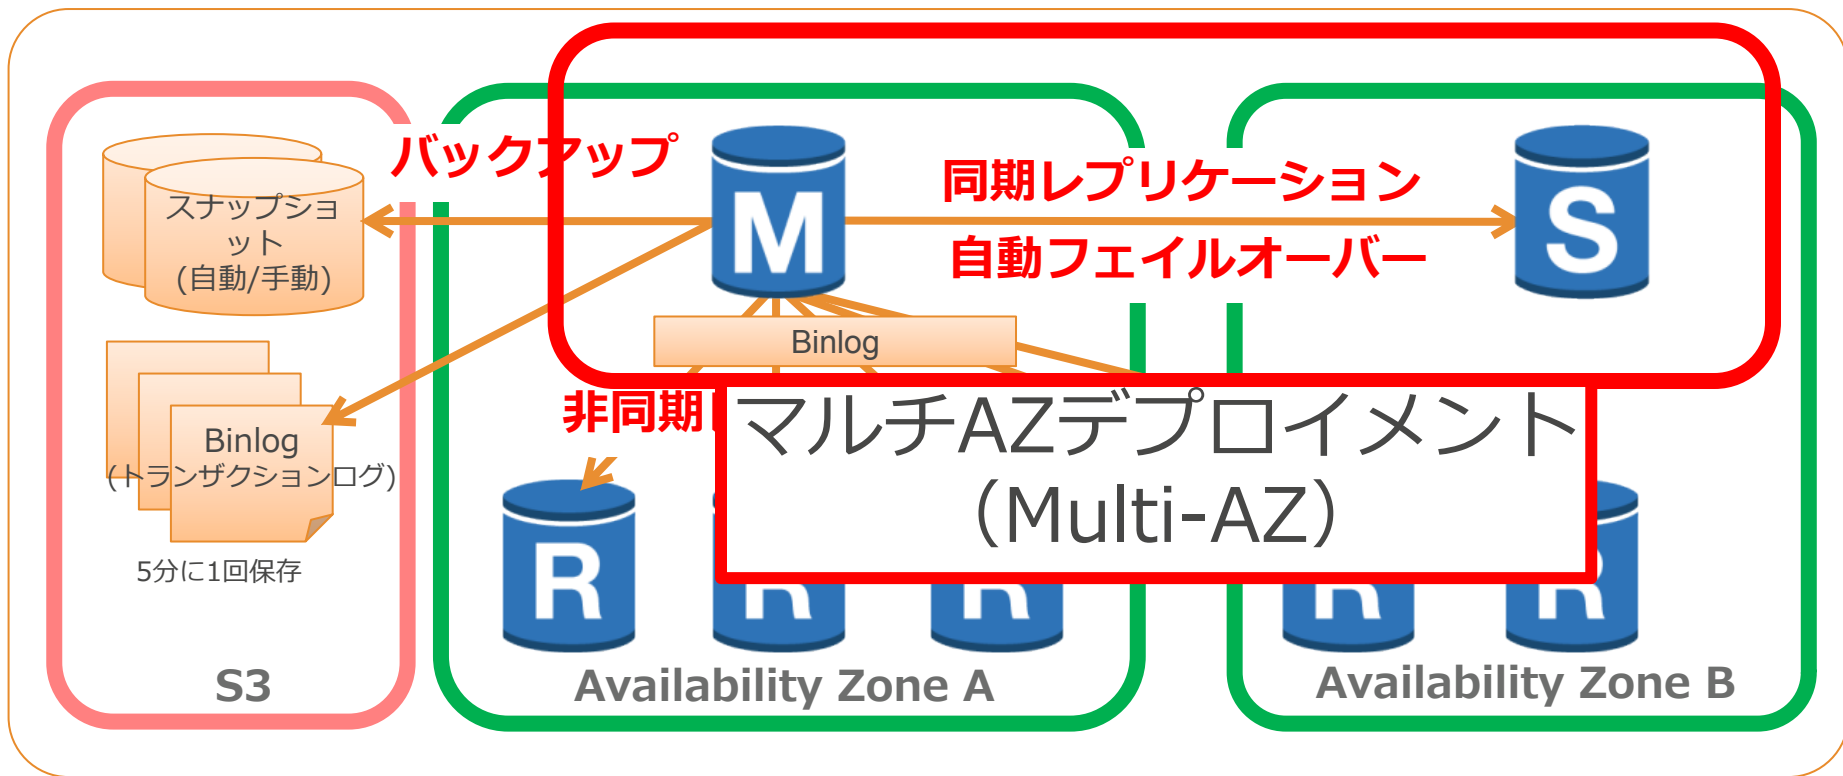 バックアップ
同期レプリケーション
自動フェイルオーバー
M
S
スナップショ
ット
(自動/手動)
Binlog
Binlog
(トランザクションログ)
5分に1回保存
非同期
マルチAZデプロイメント
（Multi-AZ）
R
R
R
R
R
S3
Availability Zone A
Availability Zone B